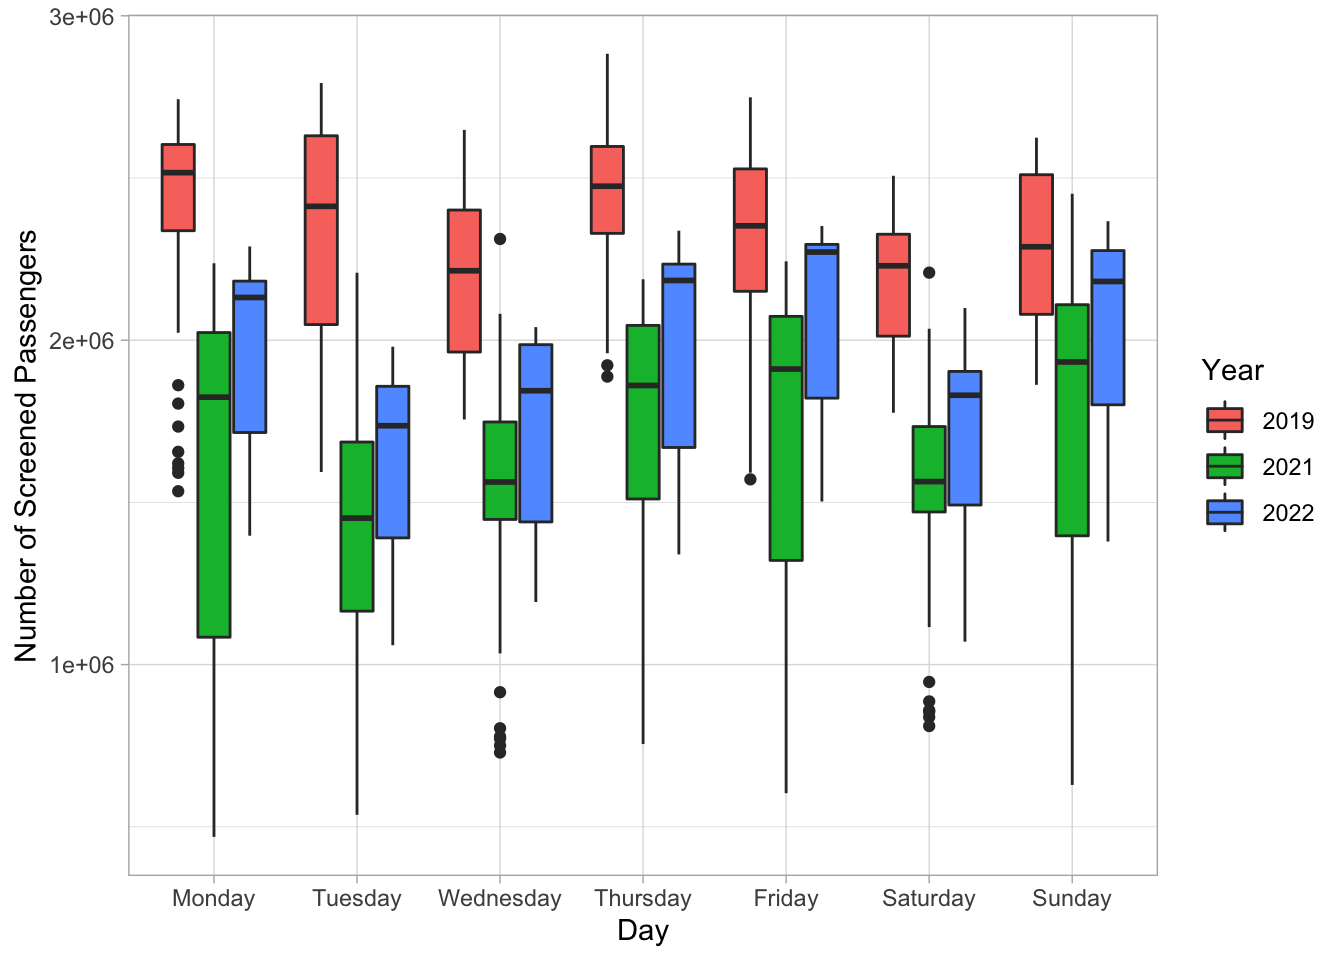 3e+06
2e+06
1e+06
Number of Screened Passengers
Monday Tuesday Wednesday Thursday Friday Saturday Sunday
Day
Year
2019
2021
2022